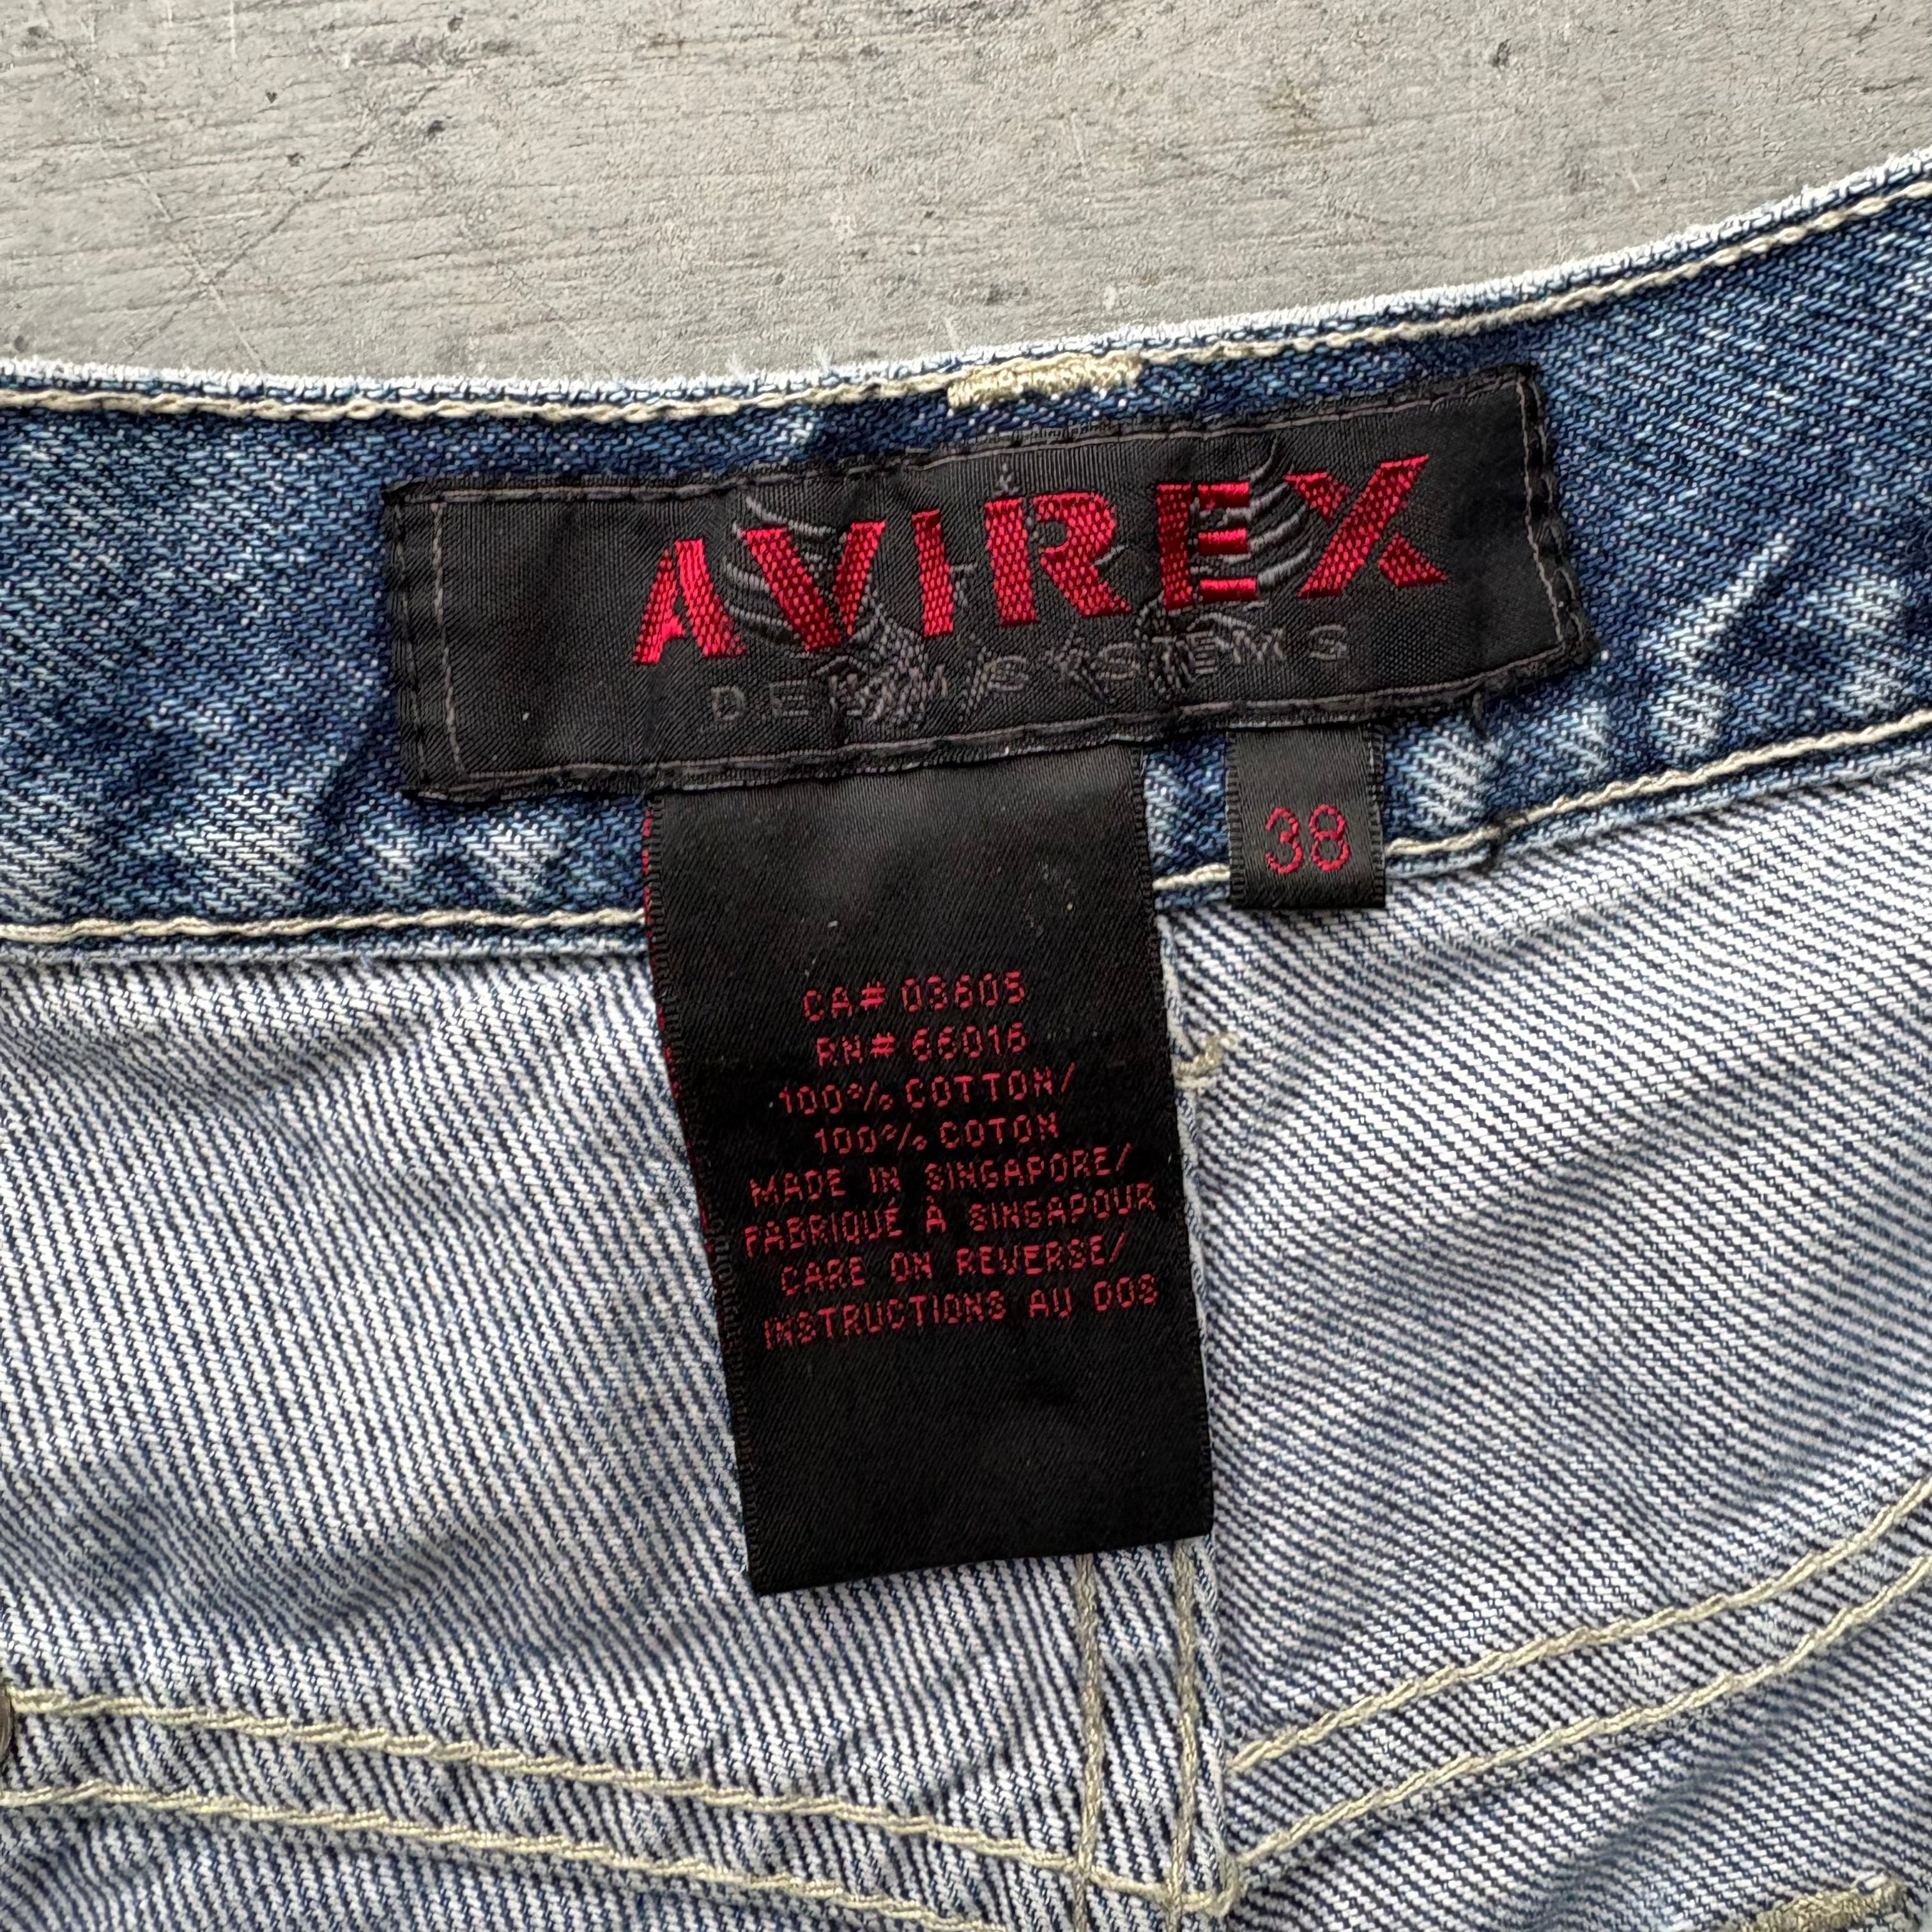 AVIREX
DENIM SYSTEMS
38
CA# 03605
RN# 66016
100% COTTON/
100% COTON
MADE IN SINGAPORE/
FABRIQUÉ À SINGAPOUR
CARE ON REVERSE/
INSTRUCTIONS AU DOS